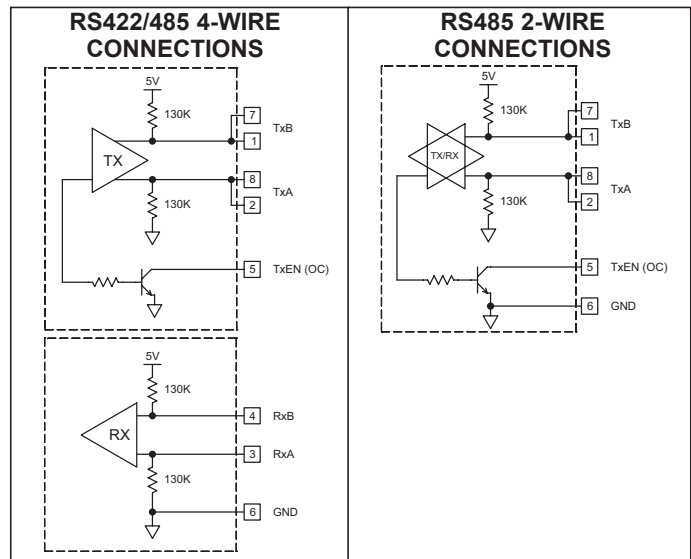 RS422/485 4-WIRE
CONNECTIONS
5V
130K
7
TxB
1
TX
8
TxA
130K
2
5
TxEN (OC)
5V
130K
4
RxB
RX
3
RxA
130K
6
GND
RS485 2-WIRE
CONNECTIONS
5V
130K
7
TxB
1
TX/RX
8
TxA
130K
2
5
TxEN (OC)
6
GND